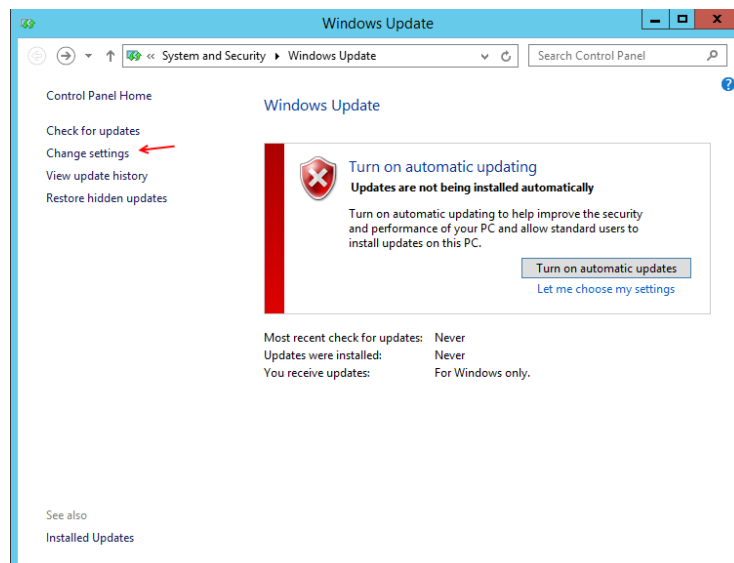 Windows Update
« System and Security Windows Update
Search Control Panel
Control Panel Home
Check for updates
Change settings
View update history
Restore hidden updates
Windows Update
Turn on automatic updating
Updates are not being installed automatically
Turn on automatic updating to help improve the security
and performance of your PC and allow standard users to
install updates on this PC.
Turn on automatic updates
Let me choose my settings
Most recent check for updates: Never
Updates were installed: Never
You receive updates: For Windows only.
See also
Installed Updates